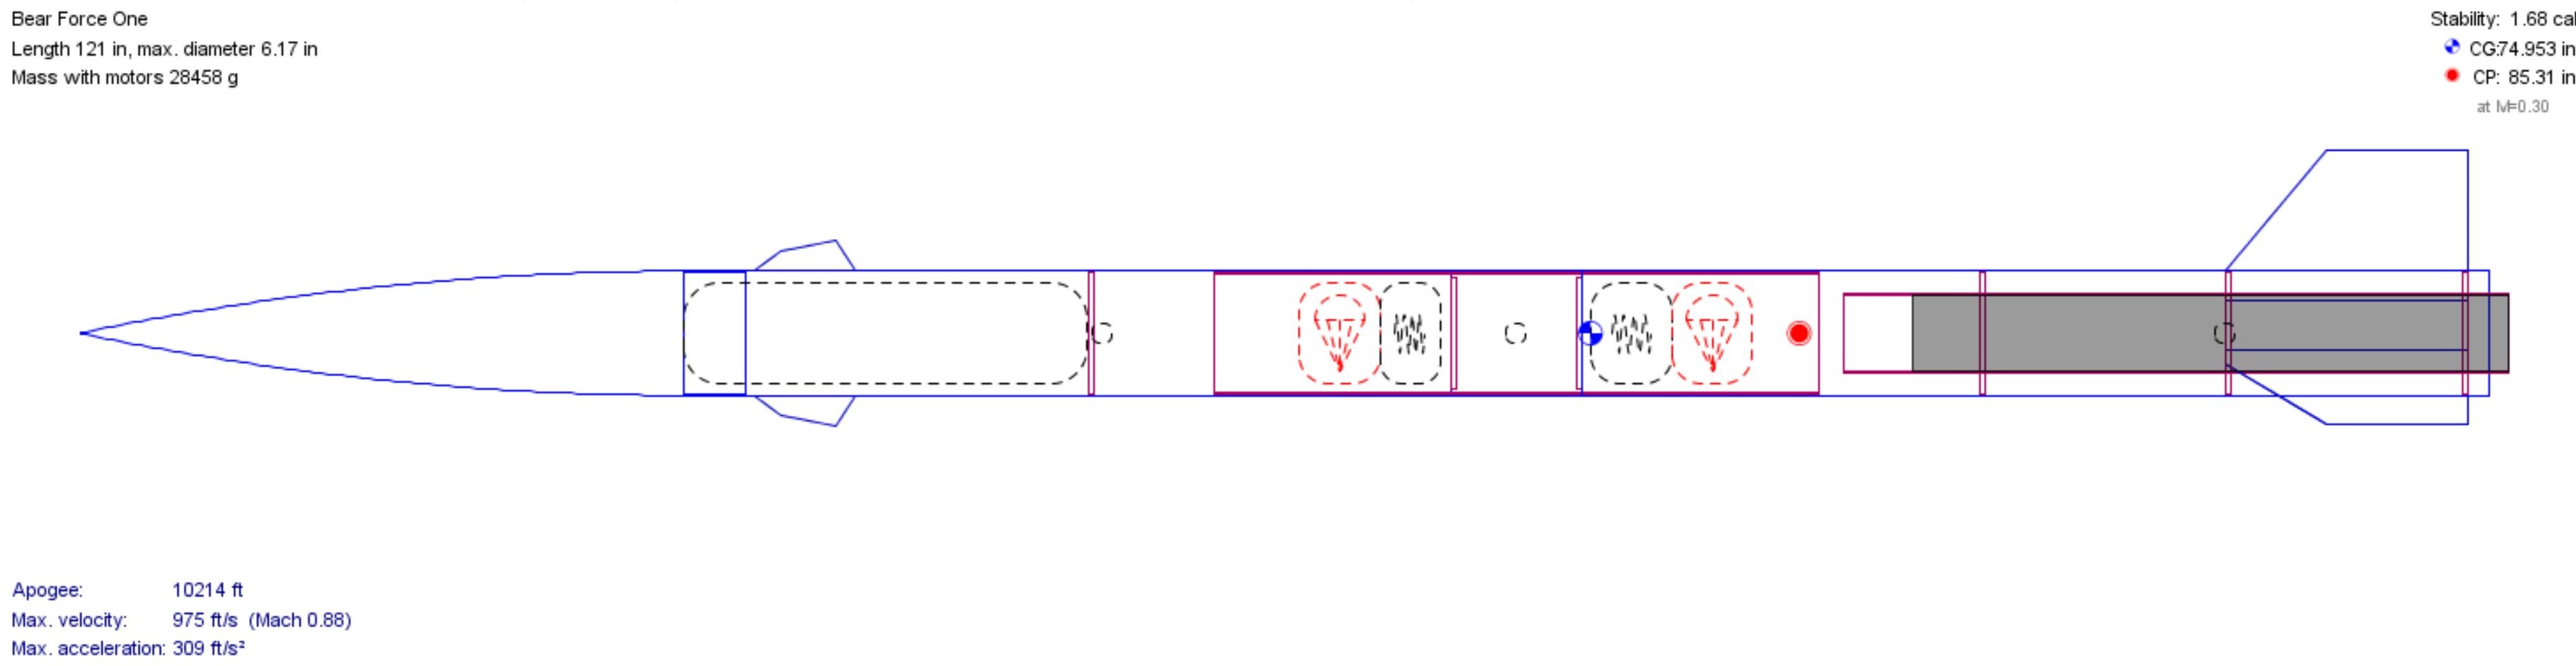 Bear Force One
Length 121 in, max. diameter 6.17 in
Mass with motors 28458 g
Stability: 1.68 cal
CG:74.953 in
CP: 85.31 in
at M=0.30
Apogee: 10214 ft
Max. velocity: 975 ft/s (Mach 0.88)
Max. acceleration: 309 ft/s²